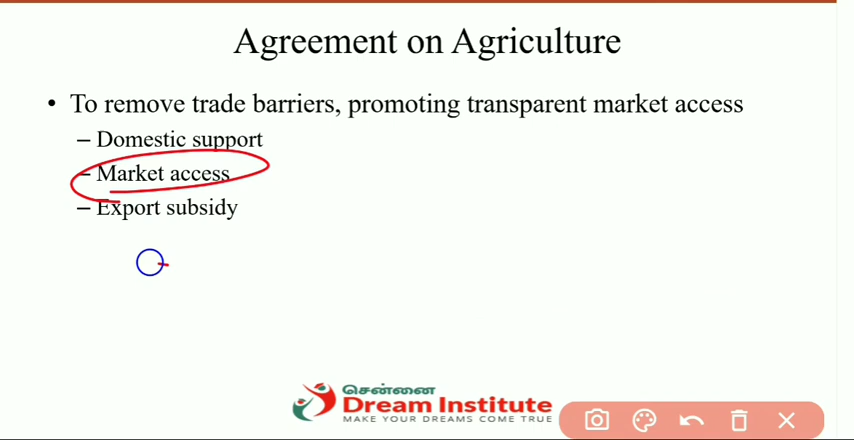 Agreement on Agriculture
• To remove trade barriers, promoting transparent market access
– Domestic support
– Market access
– Export subsidy
சென்னை
Dream Institute
MAKE YOUR DREAMS COME TRUE